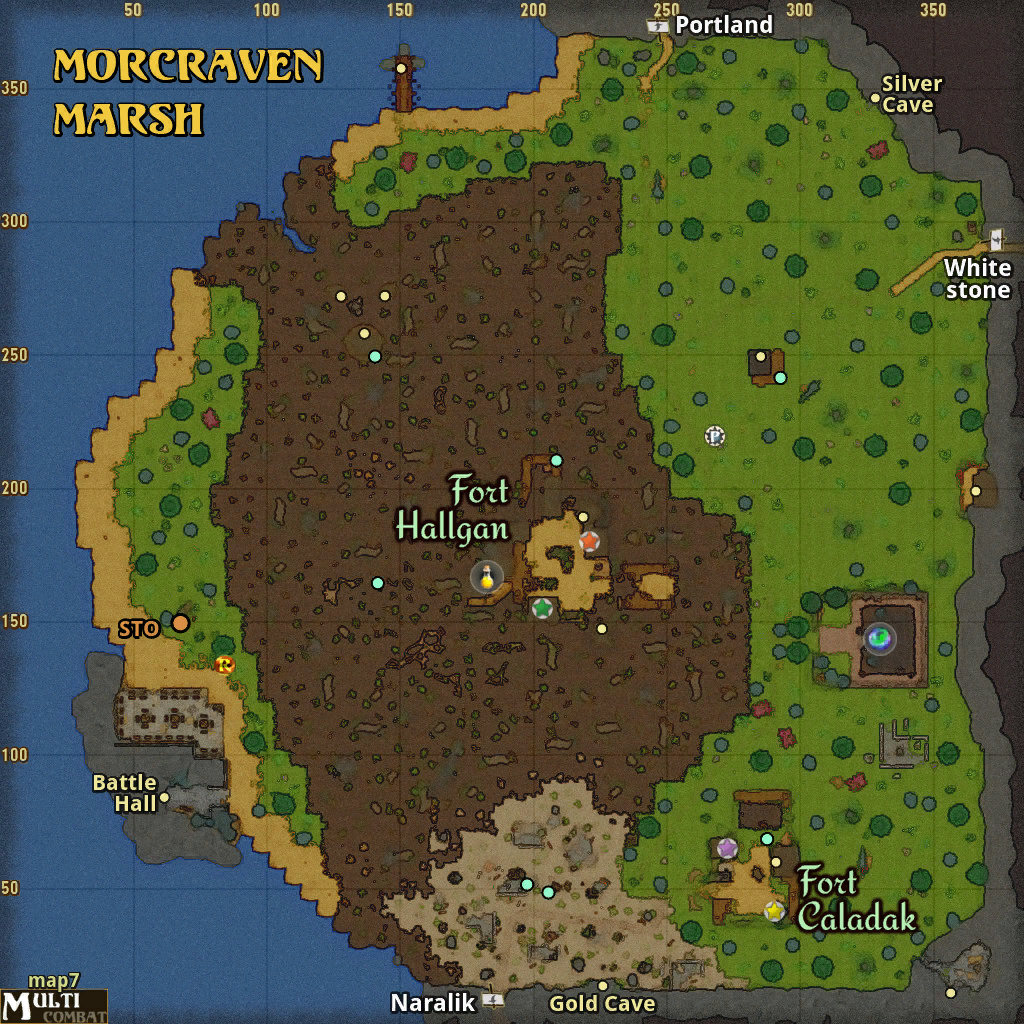 50 100 150 200 250 300 350
Portland
MORCRAVEN
MARSH
350
Silver
Cave
300
White
stone
250
P
200
Fort
Hallgan
150
STO
R
100
Battle
Hall
50
Fort
Caladak
map7
MULTI
COMBAT
Naralik
Gold Cave